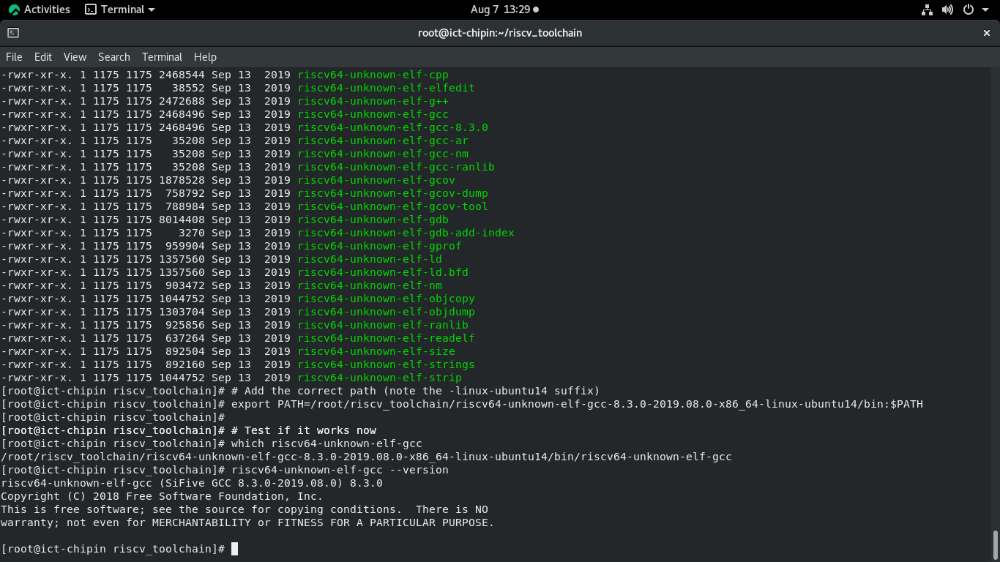 Activities Terminal Aug 7 13:29
root@ict-chipin:~/riscv_toolchain
File Edit View Search Terminal Help
-rwxr-xr-x. 1 1175 1175 2468544 Sep 13  2019 riscv64-unknown-elf-cpp
-rwxr-xr-x. 1 1175 1175   38552 Sep 13  2019 riscv64-unknown-elf-elfedit
-rwxr-xr-x. 1 1175 1175 2472688 Sep 13  2019 riscv64-unknown-elf-g++
-rwxr-xr-x. 1 1175 1175 2468496 Sep 13  2019 riscv64-unknown-elf-gcc
-rwxr-xr-x. 1 1175 1175 2468496 Sep 13  2019 riscv64-unknown-elf-gcc-8.3.0
-rwxr-xr-x. 1 1175 1175   35208 Sep 13  2019 riscv64-unknown-elf-gcc-ar
-rwxr-xr-x. 1 1175 1175   35208 Sep 13  2019 riscv64-unknown-elf-gcc-nm
-rwxr-xr-x. 1 1175 1175   35208 Sep 13  2019 riscv64-unknown-elf-gcc-ranlib
-rwxr-xr-x. 1 1175 1175 1878528 Sep 13  2019 riscv64-unknown-elf-gcov
-rwxr-xr-x. 1 1175 1175  758792 Sep 13  2019 riscv64-unknown-elf-gcov-dump
-rwxr-xr-x. 1 1175 1175  788984 Sep 13  2019 riscv64-unknown-elf-gcov-tool
-rwxr-xr-x. 1 1175 1175 8014408 Sep 13  2019 riscv64-unknown-elf-gdb
-rwxr-xr-x. 1 1175 1175    3270 Sep 13  2019 riscv64-unknown-elf-gdb-add-index
-rwxr-xr-x. 1 1175 1175  959904 Sep 13  2019 riscv64-unknown-elf-gprof
-rwxr-xr-x. 1 1175 1175 1357560 Sep 13  2019 riscv64-unknown-elf-ld
-rwxr-xr-x. 1 1175 1175 1357560 Sep 13  2019 riscv64-unknown-elf-ld.bfd
-rwxr-xr-x. 1 1175 1175  903472 Sep 13  2019 riscv64-unknown-elf-nm
-rwxr-xr-x. 1 1175 1175 1044752 Sep 13  2019 riscv64-unknown-elf-objcopy
-rwxr-xr-x. 1 1175 1175 1303704 Sep 13  2019 riscv64-unknown-elf-objdump
-rwxr-xr-x. 1 1175 1175  925856 Sep 13  2019 riscv64-unknown-elf-ranlib
-rwxr-xr-x. 1 1175 1175  637264 Sep 13  2019 riscv64-unknown-elf-readelf
-rwxr-xr-x. 1 1175 1175  892504 Sep 13  2019 riscv64-unknown-elf-size
-rwxr-xr-x. 1 1175 1175  892160 Sep 13  2019 riscv64-unknown-elf-strings
-rwxr-xr-x. 1 1175 1175 1044752 Sep 13  2019 riscv64-unknown-elf-strip
[root@ict-chipin riscv_toolchain]# # Add the correct path (note the -linux-ubuntu14 suffix)
[root@ict-chipin riscv_toolchain]# export PATH=/root/riscv_toolchain/riscv64-unknown-elf-gcc-8.3.0-2019.08.0-x86_64-linux-ubuntu14/bin:$PATH
[root@ict-chipin riscv_toolchain]#
[root@ict-chipin riscv_toolchain]# # Test if it works now
[root@ict-chipin riscv_toolchain]# which riscv64-unknown-elf-gcc
/root/riscv_toolchain/riscv64-unknown-elf-gcc-8.3.0-2019.08.0-x86_64-linux-ubuntu14/bin/riscv64-unknown-elf-gcc
[root@ict-chipin riscv_toolchain]# riscv64-unknown-elf-gcc --version
riscv64-unknown-elf-gcc (SiFive GCC 8.3.0-2019.08.0) 8.3.0
Copyright (C) 2018 Free Software Foundation, Inc.
This is free software; see the source for copying conditions.  There is NO
warranty; not even for MERCHANTABILITY or FITNESS FOR A PARTICULAR PURPOSE.
[root@ict-chipin riscv_toolchain]#